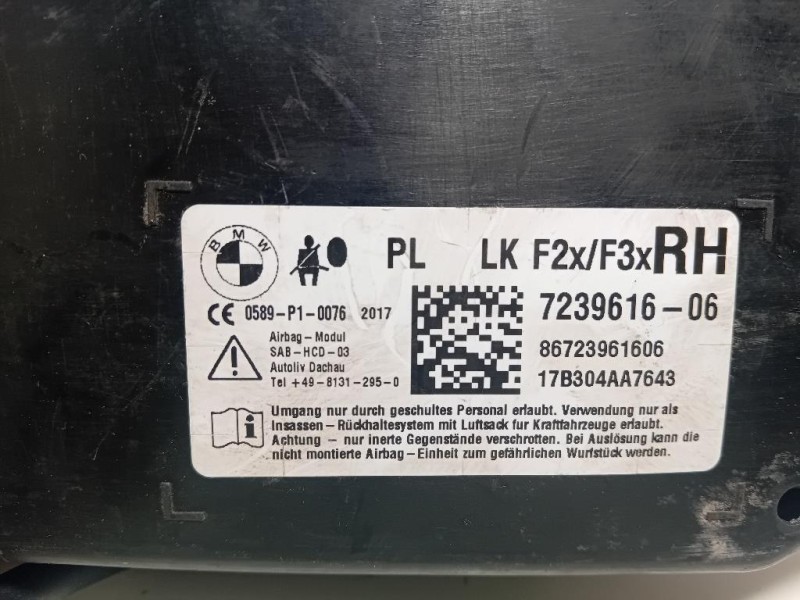 BMW
PL LK F2x/F3x RH
CE 0589-P1-0076 2017
7239616-06
Airbag-Modul
SAB-HCD-03
Autoliv Dachau
Tel +49-8131-295-0
86723961606
17B304AA7643
Umgang nur durch geschultes Personal erlaubt. Verwendung nur als
Insassen-Rückhaltesystem mit Luftsack fur Kraftfahrzeuge erlaubt.
Achtung - nur inerte Gegenstände verschrotten. Bei Auslösung kann die
nicht montierte Airbag-Einheit zum gefährlichen Wurfstück werden.